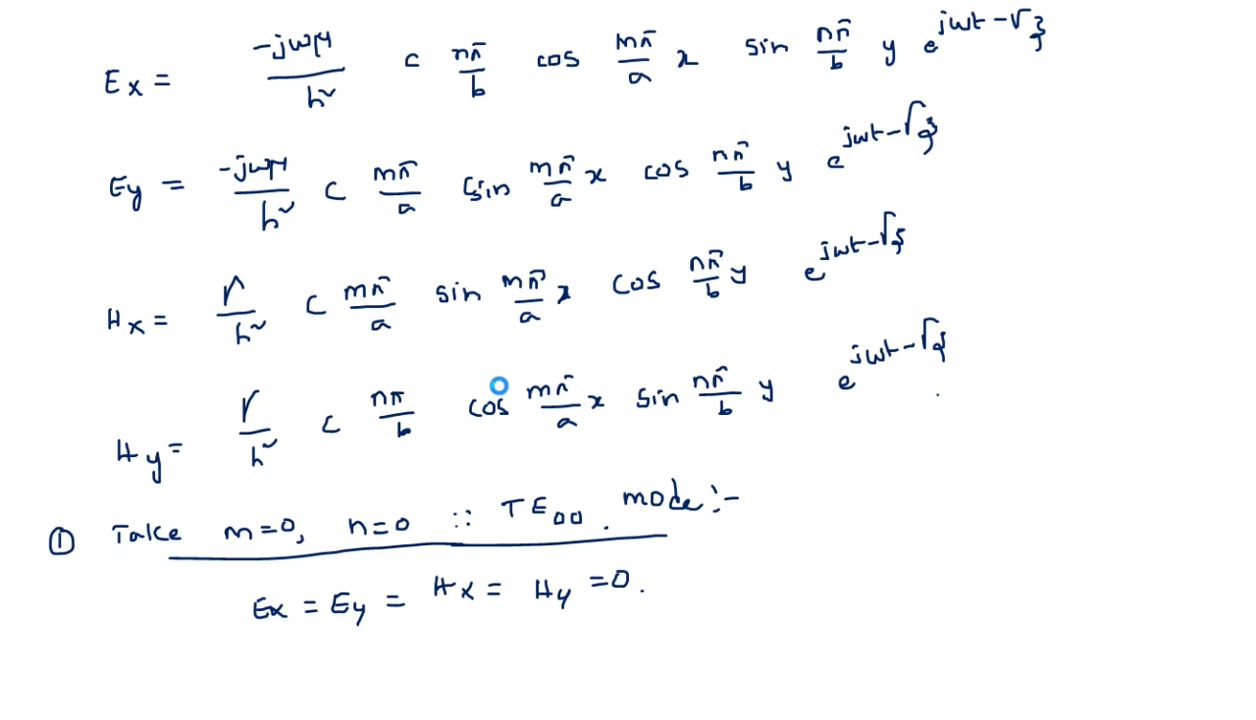 Ex = -jωμ/h² C nπ/b cos mπ/a x sin nπ/b y e^(jωt-Γz)
Ey = -jωμ/h² C mπ/a Sin mπ/a x cos nπ/b y e^(jωt-Γz)
Hx = Γ/h² C mπ/a sin mπ/a x cos nπ/b y e^(jωt-Γz)
Hy = Γ/h² C nπ/b cos mπ/a x sin nπ/b y e^(jωt-Γz)
① Take m=0, n=0 :: TE₀₀ mode:-
Ex = Ey = Hx = Hy = 0.